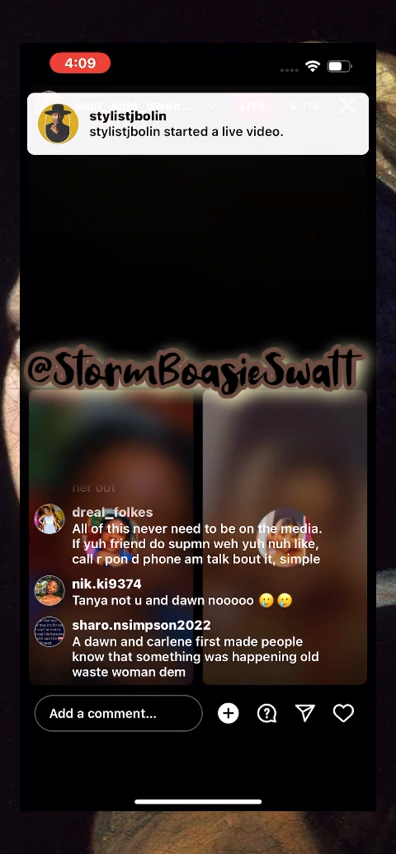 4:09
LIVE
118
stylistjbolin
stylistjbolin started a live video.
@StormBoasieSwatt
her out
dreal_folkes
All of this never need to be on the media.
If yuh friend do supmn weh yuh nuh like,
call r pon d phone am talk bout it, simple
nik.ki9374
Tanya not u and dawn nooooo 🥲🥲
sharo.nsimpson2022
A dawn and carlene first made people
know that something was happening old
waste woman dem
Add a comment...